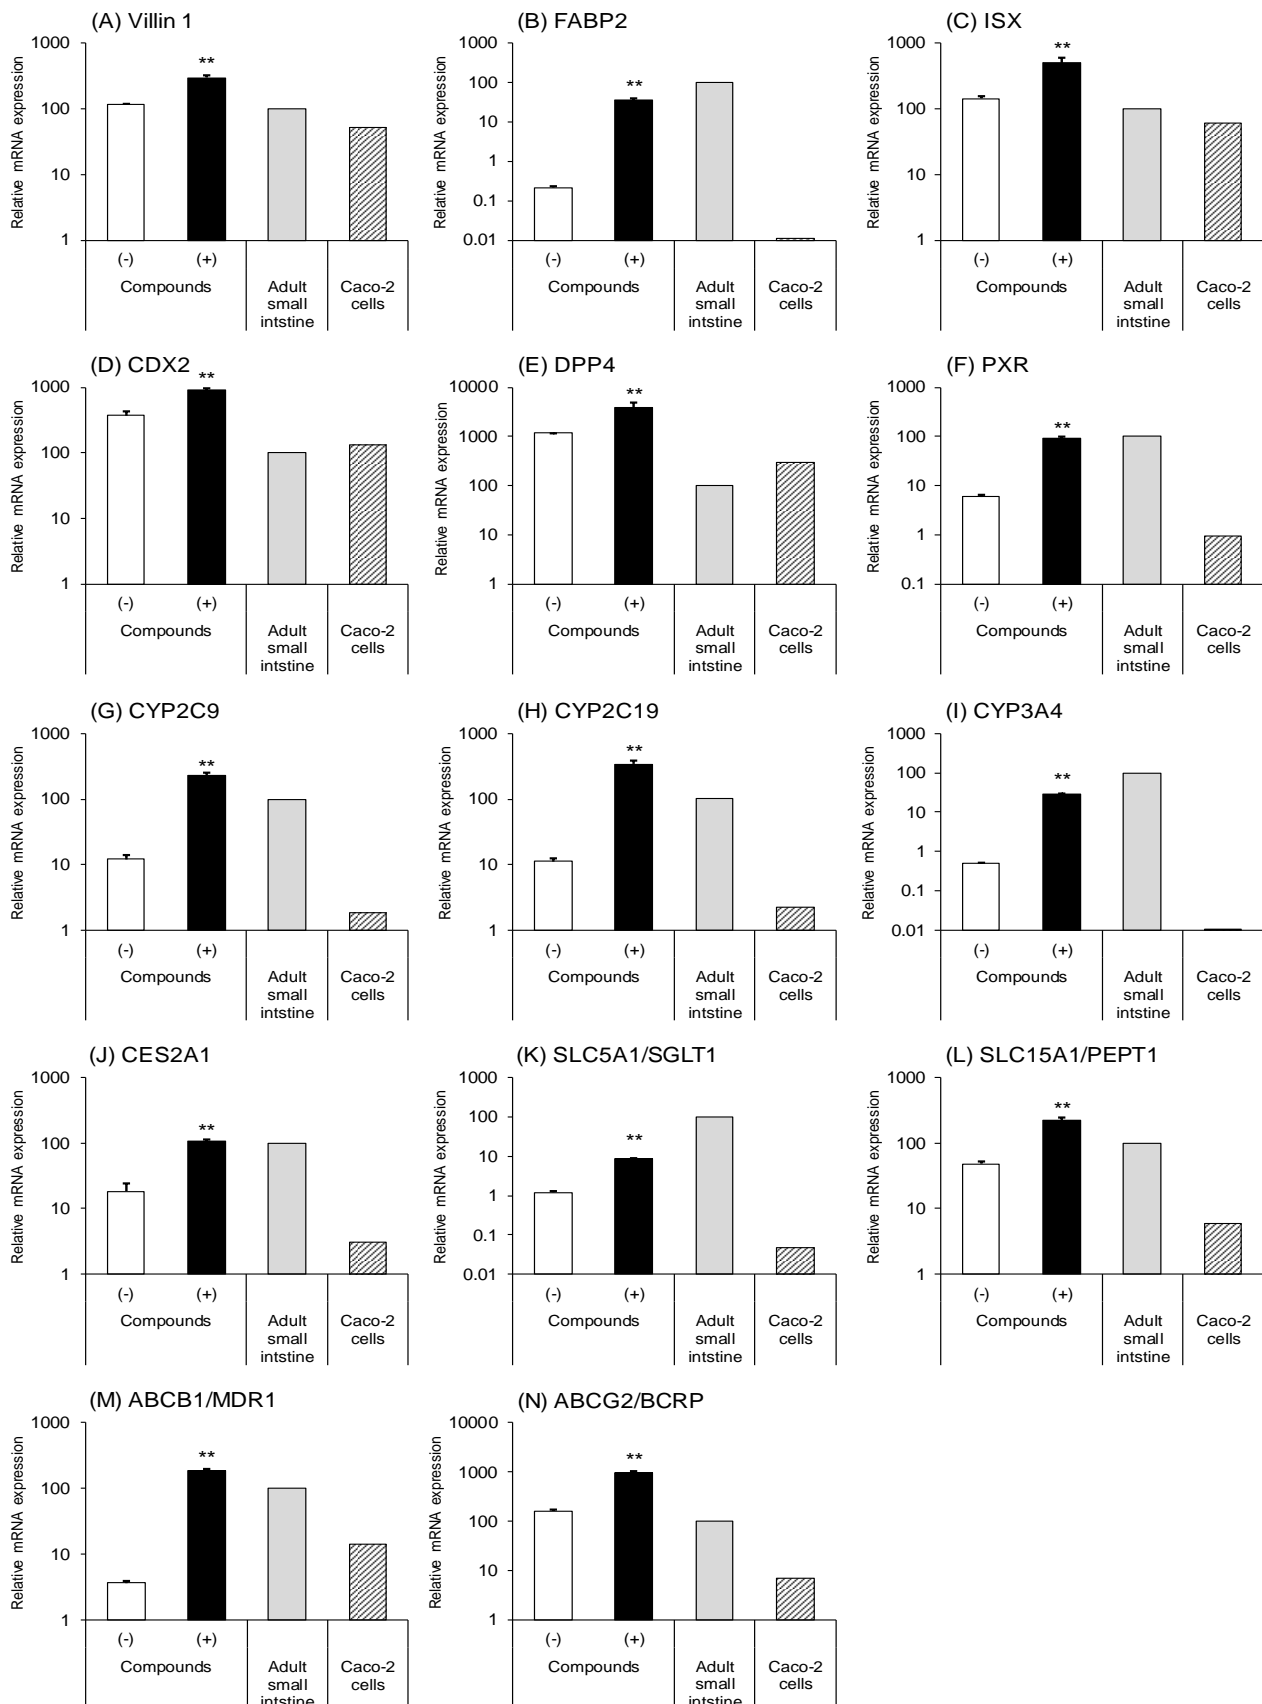 (A) Villin 1
Relative mRNA expression
1000
100
10
1
**
(-) (+)
Compounds
Adult
small
intstine
Caco-2
cells
(B) FABP2
Relative mRNA expression
1000
100
10
1
0.1
0.01
**
(-) (+)
Compounds
Adult
small
intstine
Caco-2
cells
(C) ISX
Relative mRNA expression
1000
100
10
1
**
(-) (+)
Compounds
Adult
small
intstine
Caco-2
cells
(D) CDX2
Relative mRNA expression
1000
100
10
1
**
(-) (+)
Compounds
Adult
small
intstine
Caco-2
cells
(E) DPP4
Relative mRNA expression
10000
1000
100
10
1
**
(-) (+)
Compounds
Adult
small
intstine
Caco-2
cells
(F) PXR
Relative mRNA expression
1000
100
10
1
0.1
**
(-) (+)
Compounds
Adult
small
intstine
Caco-2
cells
(G) CYP2C9
Relative mRNA expression
1000
100
10
1
**
(-) (+)
Compounds
Adult
small
intstine
Caco-2
cells
(H) CYP2C19
Relative mRNA expression
1000
100
10
1
**
(-) (+)
Compounds
Adult
small
intstine
Caco-2
cells
(I) CYP3A4
Relative mRNA expression
1000
100
10
1
0.1
0.01
**
(-) (+)
Compounds
Adult
small
intstine
Caco-2
cells
(J) CES2A1
Relative mRNA expression
1000
100
10
1
**
(-) (+)
Compounds
Adult
small
intstine
Caco-2
cells
(K) SLC5A1/SGLT1
Relative mRNA expression
1000
100
10
1
0.1
0.01
**
(-) (+)
Compounds
Adult
small
intstine
Caco-2
cells
(L) SLC15A1/PEPT1
Relative mRNA expression
1000
100
10
1
**
(-) (+)
Compounds
Adult
small
intstine
Caco-2
cells
(M) ABCB1/MDR1
Relative mRNA expression
1000
100
10
1
**
(-) (+)
Compounds
Adult
small
intstine
Caco-2
cells
(N) ABCG2/BCRP
Relative mRNA expression
10000
1000
100
10
1
**
(-) (+)
Compounds
Adult
small
intstine
Caco-2
cells